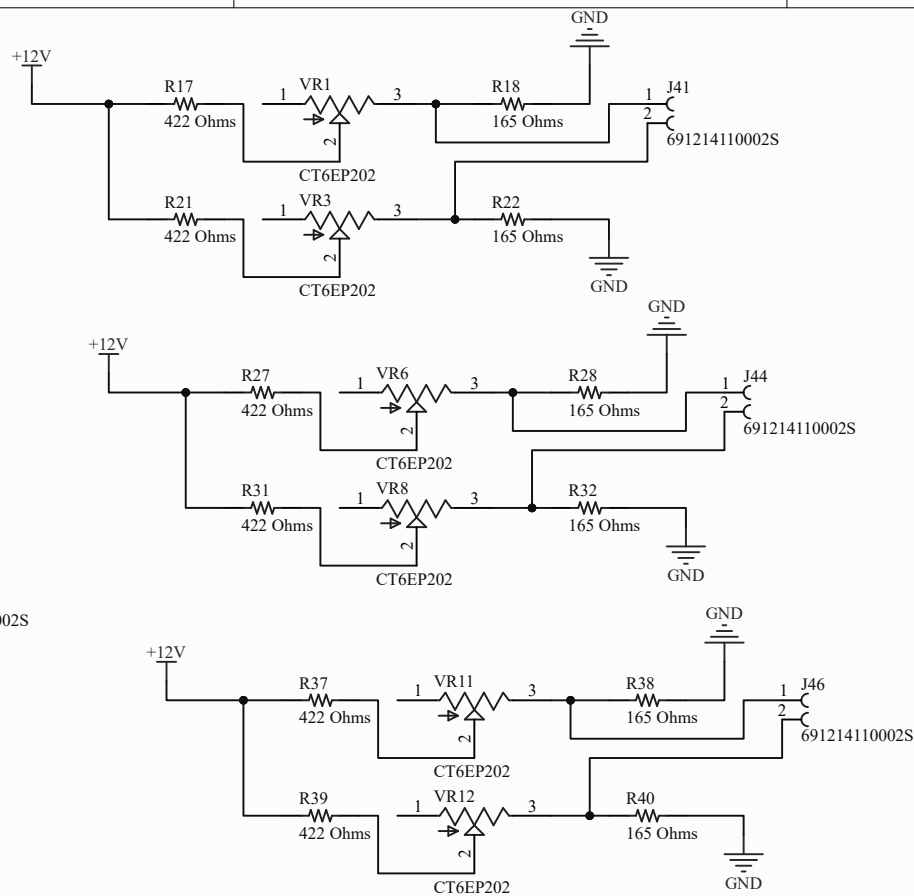 GND
+12V
R17
VR1
R18
J41
1
3
1
2
422 Ohms
2
165 Ohms
691214110002S
CT6EP202
R21
VR3
R22
1
3
422 Ohms
2
165 Ohms
CT6EP202
GND
GND
+12V
R27
VR6
R28
J44
1
3
1
2
422 Ohms
2
165 Ohms
691214110002S
CT6EP202
R31
VR8
R32
1
3
422 Ohms
2
165 Ohms
CT6EP202
GND
002S
GND
+12V
R37
VR11
R38
J46
1
3
1
2
422 Ohms
2
165 Ohms
691214110002S
CT6EP202
R39
VR12
R40
1
3
422 Ohms
2
165 Ohms
CT6EP202
GND